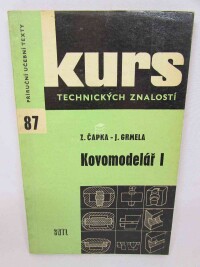 PŘÍRUČNÍ UČEBNÍ TEXTY
kurs
TECHNICKÝCH ZNALOSTÍ
87
Z. ČAPKA - J. GRMELA
Kovomodelář I
SNTL